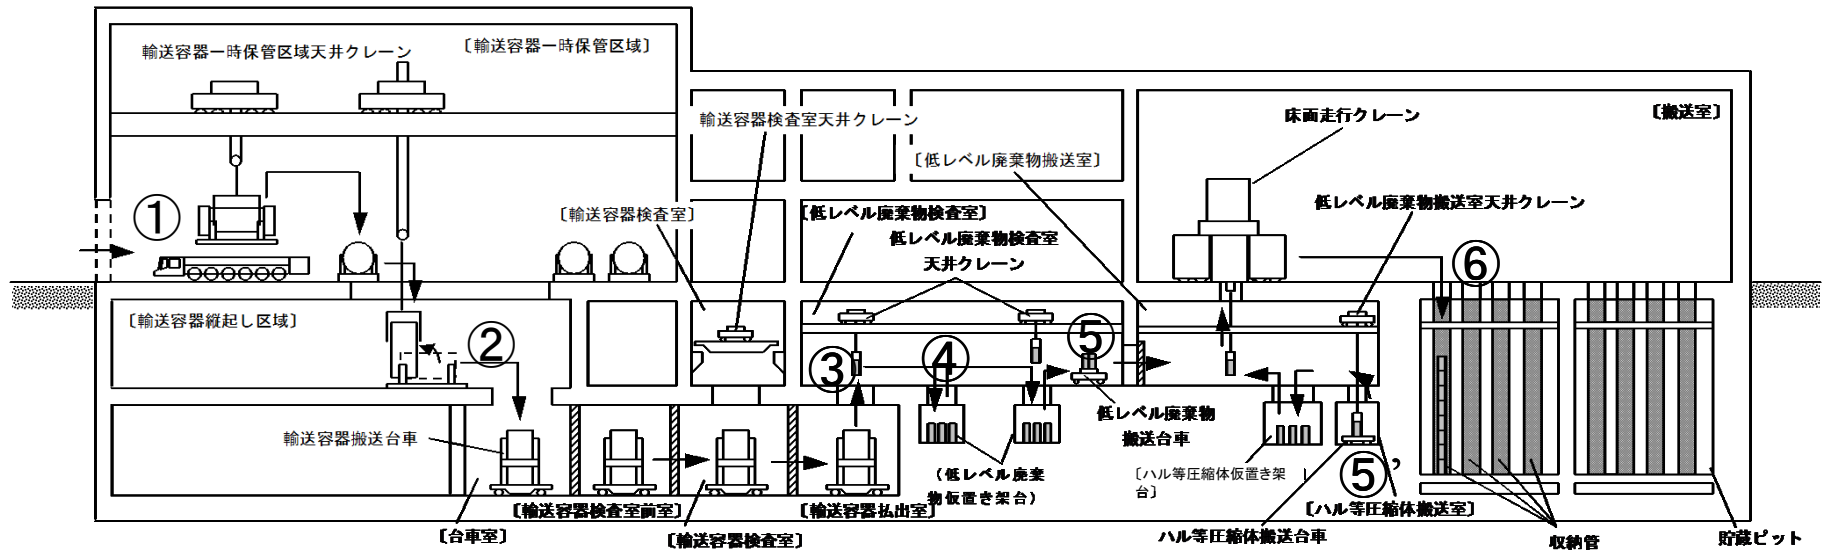 輸送容器一時保管区域天井クレーン
〔輸送容器一時保管区域〕
輸送容器検査室天井クレーン
床面走行クレーン
〔搬送室〕
〔低レベル廃棄物搬送室〕
①
〔輸送容器検査室〕
〔低レベル廃棄物検査室〕
低レベル廃棄物検査室
天井クレーン
低レベル廃棄物搬送室天井クレーン
⑥
〔輸送容器縦起し区域〕
②
③
④
⑤
低レベル廃棄物
搬送台車
輸送容器搬送台車
(低レベル廃棄
物仮置き架台)
〔ハル等圧縮体仮置き架
台〕
⑤’
〔台車室〕
〔輸送容器検査室前室〕
〔輸送容器検査室〕
〔輸送容器払出室〕
〔ハル等圧縮体搬送室〕
ハル等圧縮体搬送台車
収納管
貯蔵ピット